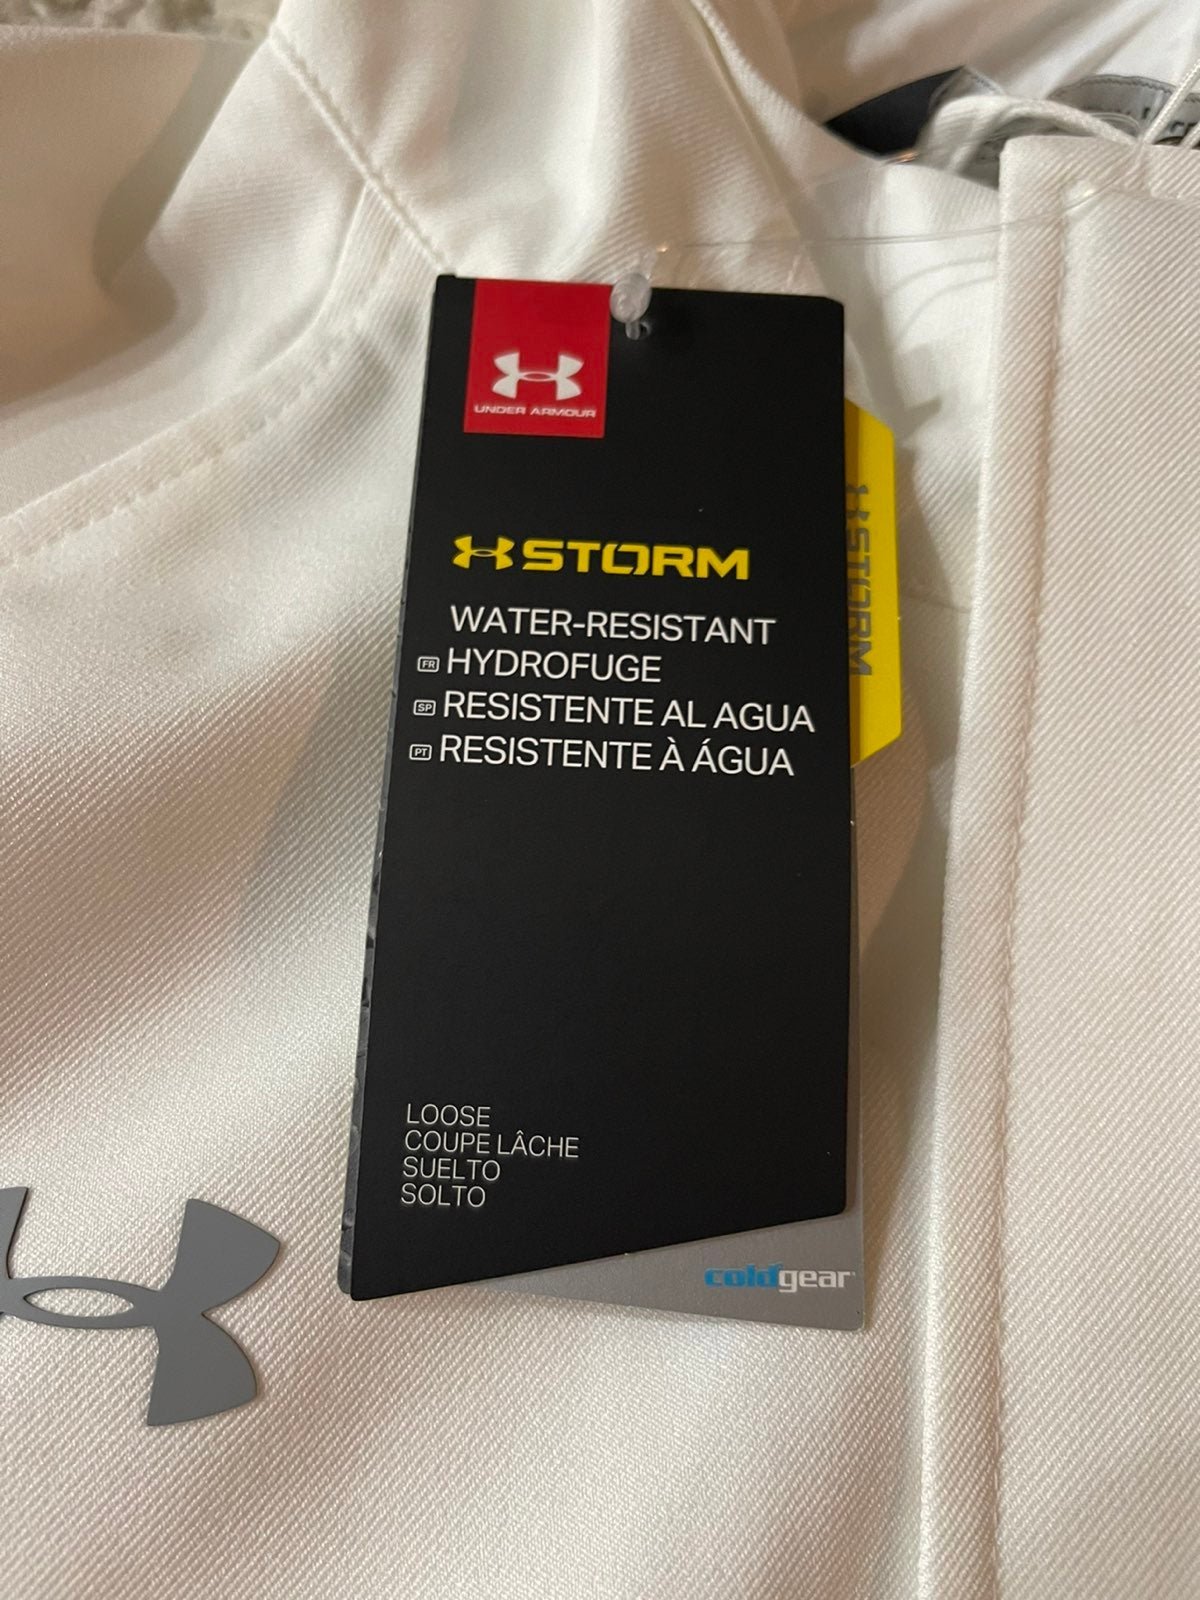 UNDER ARMOUR
STORM
WATER-RESISTANT
FR HYDROFUGE
SP RESISTENTE AL AGUA
PT RESISTENTE À ÁGUA
STORM
LOOSE
COUPE LÂCHE
SUELTO
SOLTO
coldgear